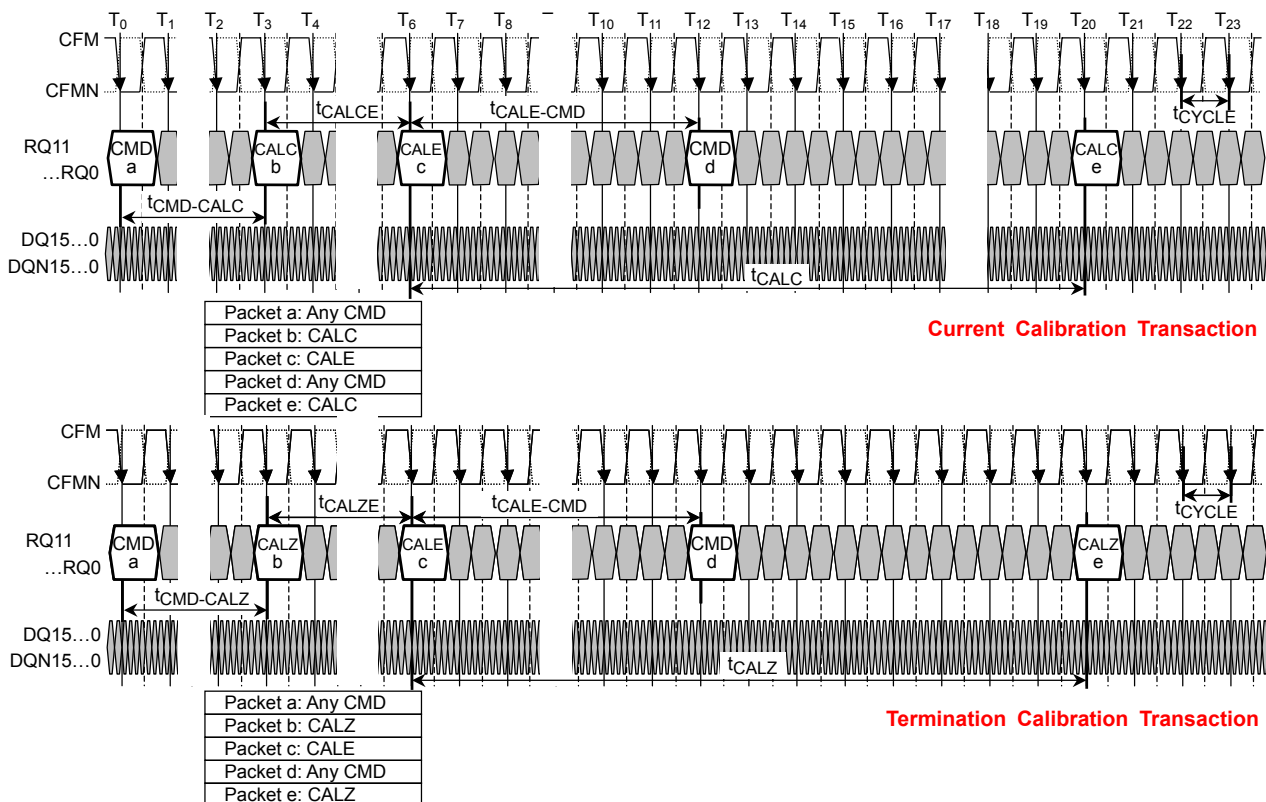 T0 T1 T2 T3 T4 T6 T7 T8 – T10 T11 T12 T13 T14 T15 T16 T17 T18 T19 T20 T21 T22 T23
CFM
CFMN
tCALCE tCALE-CMD tCYCLE
RQ11
...RQ0
CMD a CALC b CALE c CMD d CALC e
tCMD-CALC
DQ15...0
DQN15...0
tCALC
Packet a: Any CMD
Packet b: CALC
Packet c: CALE
Packet d: Any CMD
Packet e: CALC
Current Calibration Transaction
CFM
CFMN
tCALZE tCALE-CMD tCYCLE
RQ11
...RQ0
CMD a CALZ b CALE c CMD d CALZ e
tCMD-CALZ
DQ15...0
DQN15...0
tCALZ
Packet a: Any CMD
Packet b: CALZ
Packet c: CALE
Packet d: Any CMD
Packet e: CALZ
Termination Calibration Transaction